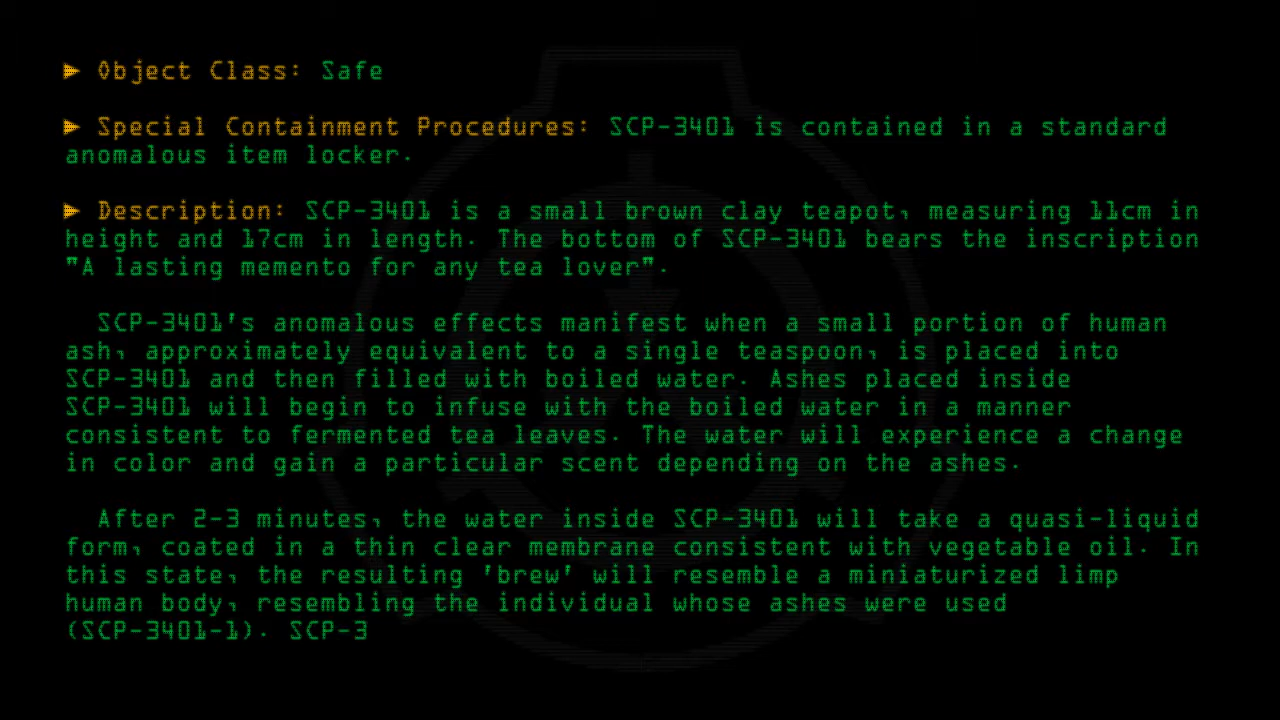 ► Object Class: Safe
► Special Containment Procedures: SCP-3401 is contained in a standard
anomalous item locker.
► Description: SCP-3401 is a small brown clay teapot, measuring 11cm in
height and 17cm in length. The bottom of SCP-3401 bears the inscription
"A lasting memento for any tea lover".
SCP-3401's anomalous effects manifest when a small portion of human
ash, approximately equivalent to a single teaspoon, is placed into
SCP-3401 and then filled with boiled water. Ashes placed inside
SCP-3401 will begin to infuse with the boiled water in a manner
consistent to fermented tea leaves. The water will experience a change
in color and gain a particular scent depending on the ashes.
After 2-3 minutes, the water inside SCP-3401 will take a quasi-liquid
form, coated in a thin clear membrane consistent with vegetable oil. In
this state, the resulting 'brew' will resemble a miniaturized limp
human body, resembling the individual whose ashes were used
(SCP-3401-1). SCP-3